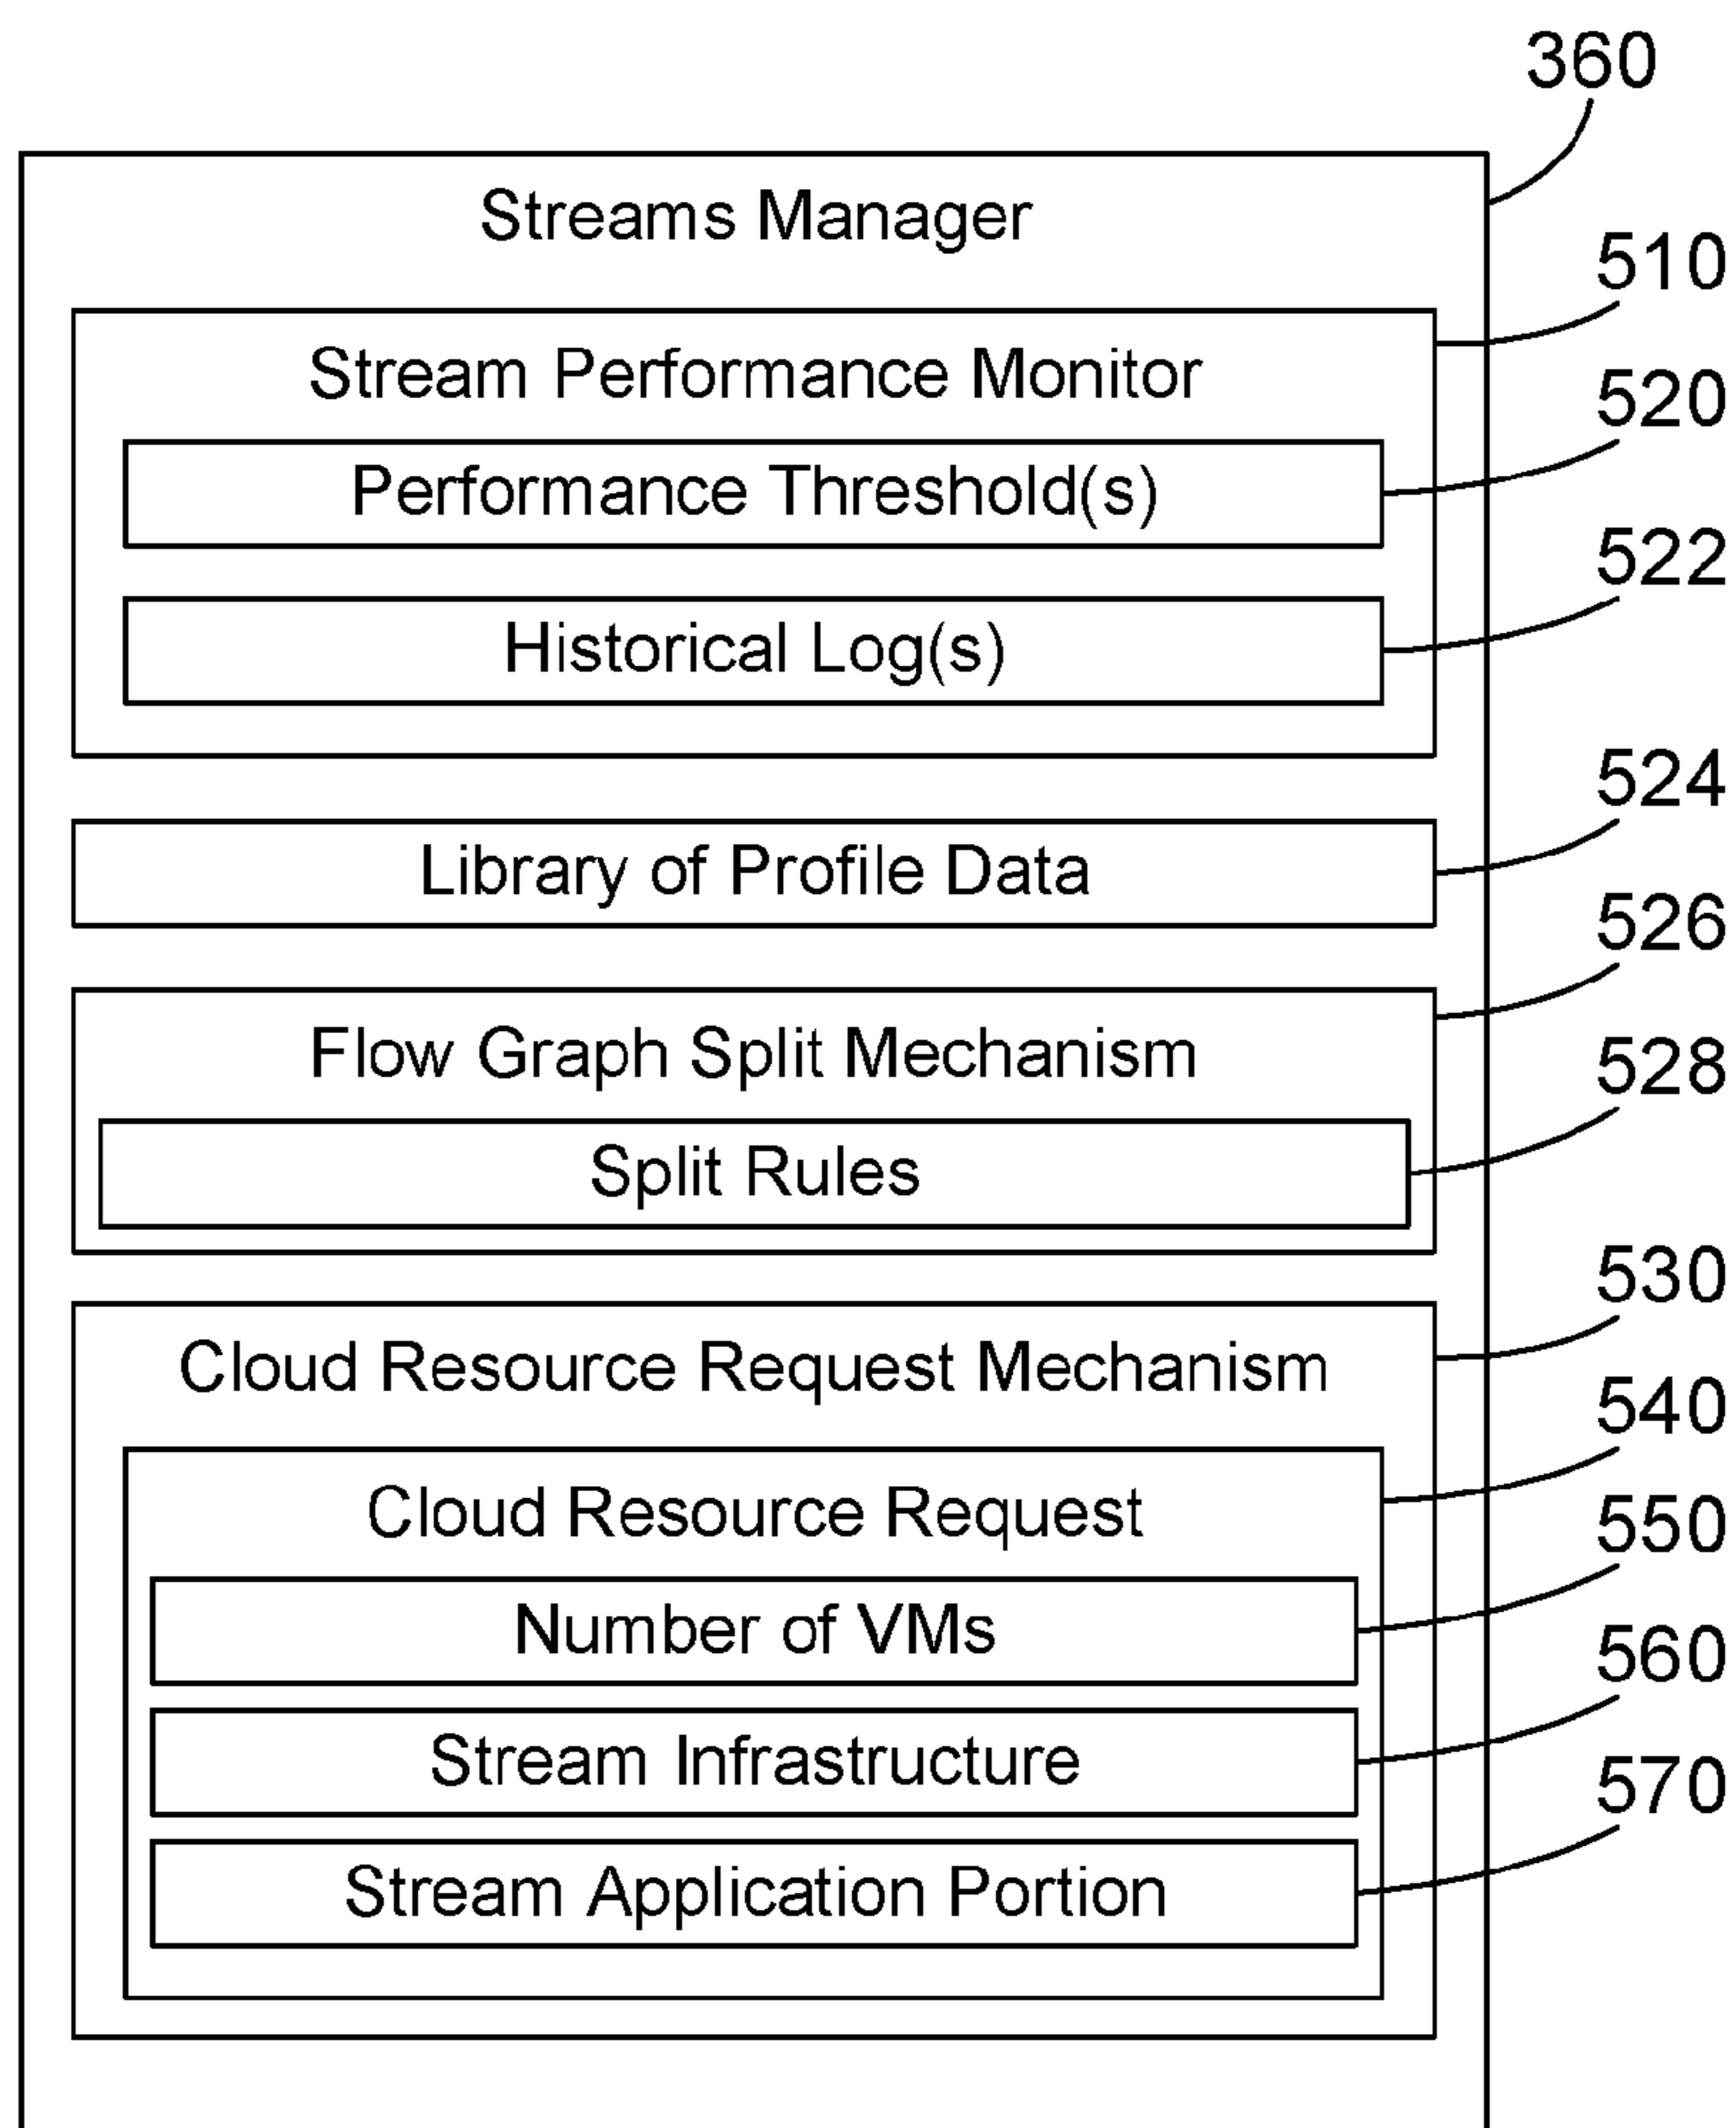 360
Streams Manager
510
Stream Performance Monitor
520
Performance Threshold(s)
522
Historical Log(s)
524
Library of Profile Data
526
Flow Graph Split Mechanism
528
Split Rules
530
Cloud Resource Request Mechanism
540
Cloud Resource Request
550
Number of VMs
560
Stream Infrastructure
570
Stream Application Portion